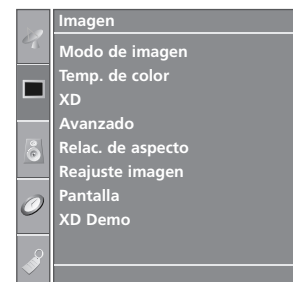 Imagen
Modo de imagen
Temp. de color
XD
Avanzado
Relac. de aspecto
Reajuste imagen
Pantalla
XD Demo